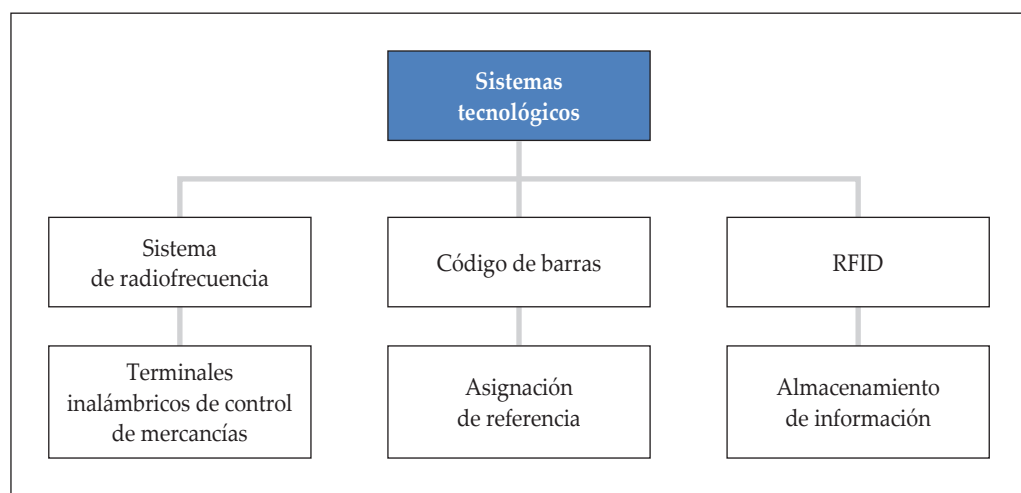 Sistemas
tecnológicos
Sistema
de radiofrecuencia
Código de barras
RFID
Terminales
inalámbricos de control
de mercancías
Asignación
de referencia
Almacenamiento
de información